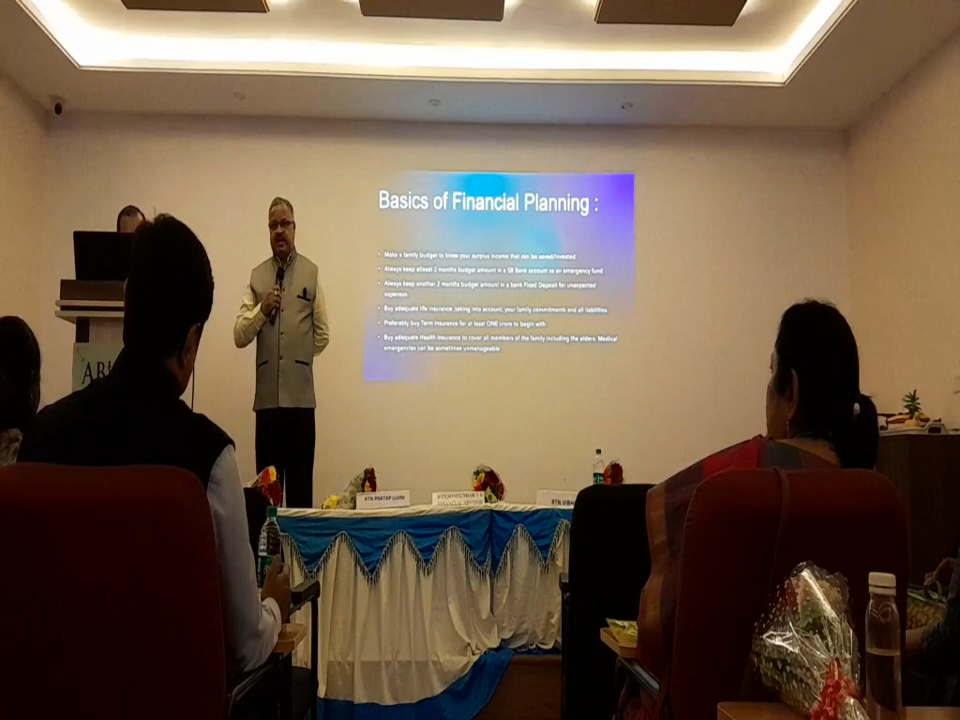 Basics of Financial Planning :
• Make a family budget to know your surplus income that can be saved/invested
• Always keep atleast 2 months budget amount in a SB Bank account as an emergency fund
• Always keep another 2 months budget amount in a bank Fixed Deposit for unexpected
expenses
• Buy adequate life insurance ,taking into account, your family commitments and all liabilities.
• Preferably buy Term Insurance for at least ONE crore to begin with
• Buy adequate Health Insurance to cover all members of the family including the elders. Medical
emergencies can be sometimes unmanageable
RTN PRATAP
FINANCIAL ADVISOR
RTN